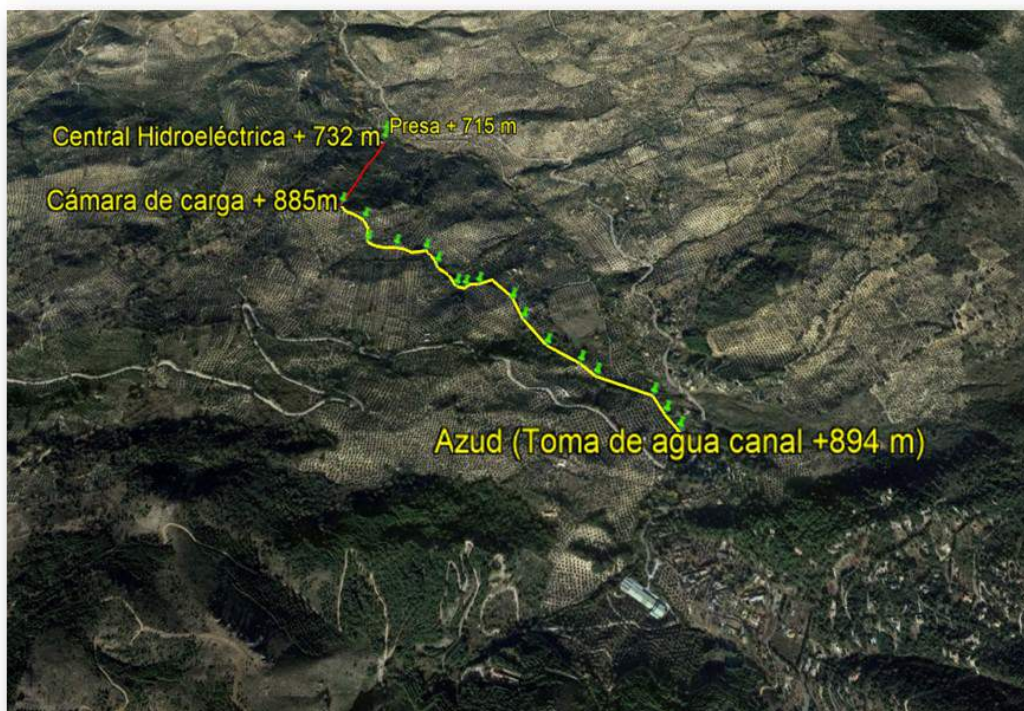 Presa + 715 m
Central Hidroeléctrica + 732 m
Cámara de carga + 885m
Azud (Toma de agua canal +894 m)